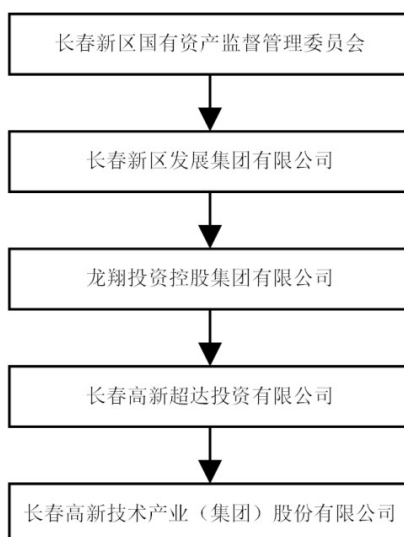 长春新区国有资产监督管理委员会
长春新区发展集团有限公司
龙翔投资控股集团有限公司
长春高新超达投资有限公司
长春高新技术产业（集团）股份有限公司